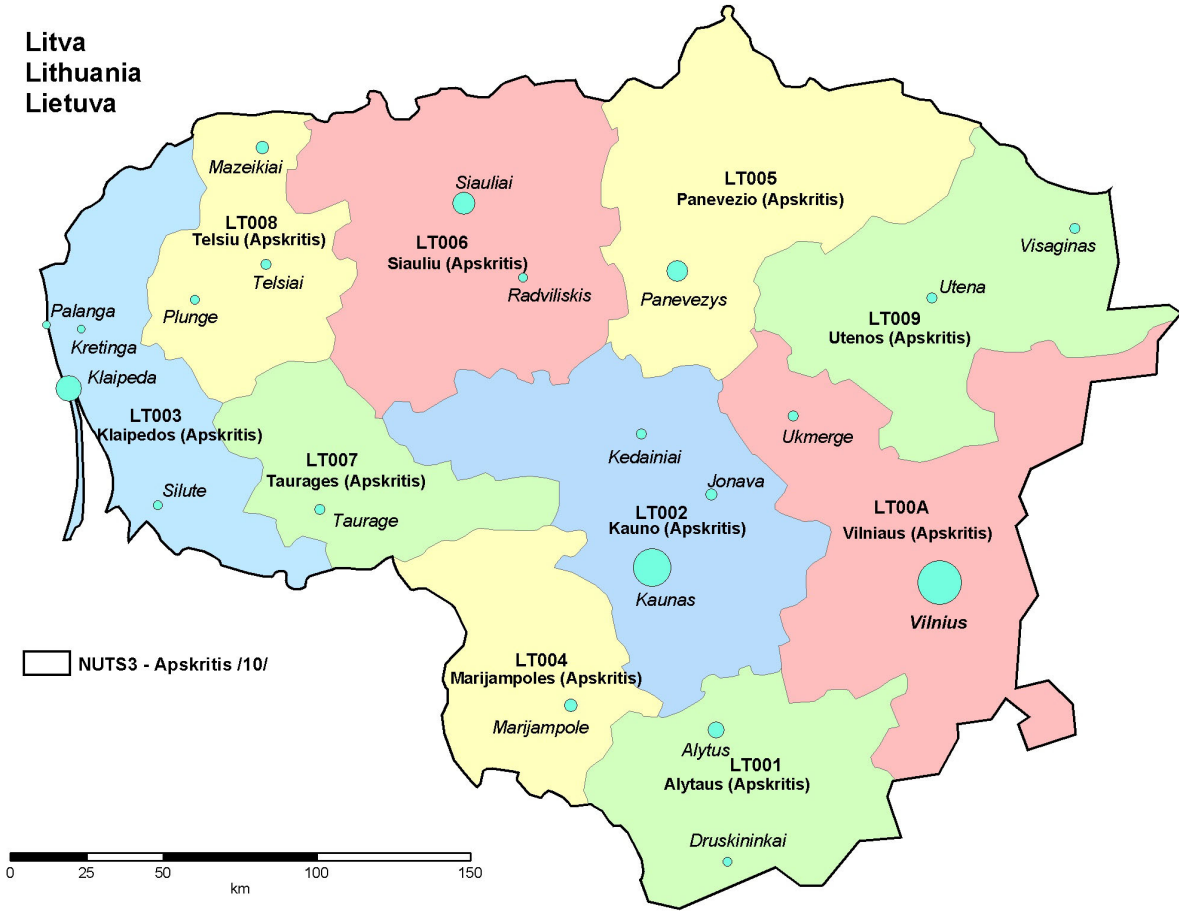 Litva
Lithuania
Lietuva
Mazeikiai
Siauliai
LT005
Panevezio (Apskritis)
LT008
Telsiu (Apskritis)
LT006
Siauliu (Apskritis)
Visaginas
Telsiai
Radviliskis
Panevezys
Utena
Plunge
Palanga
Kretinga
LT009
Utenos (Apskritis)
Klaipeda
LT003
Klaipedos (Apskritis)
Ukmerge
Kedainiai
LT007
Taurages (Apskritis)
Jonava
Silute
Taurage
LT002
Kauno (Apskritis)
LT00A
Vilniaus (Apskritis)
Kaunas
Vilnius
NUTS3 - Apskritis /10/
LT004
Marijampoles (Apskritis)
Marijampole
Alytus
LT001
Alytaus (Apskritis)
Druskininkai
0 25 50 100 150
km